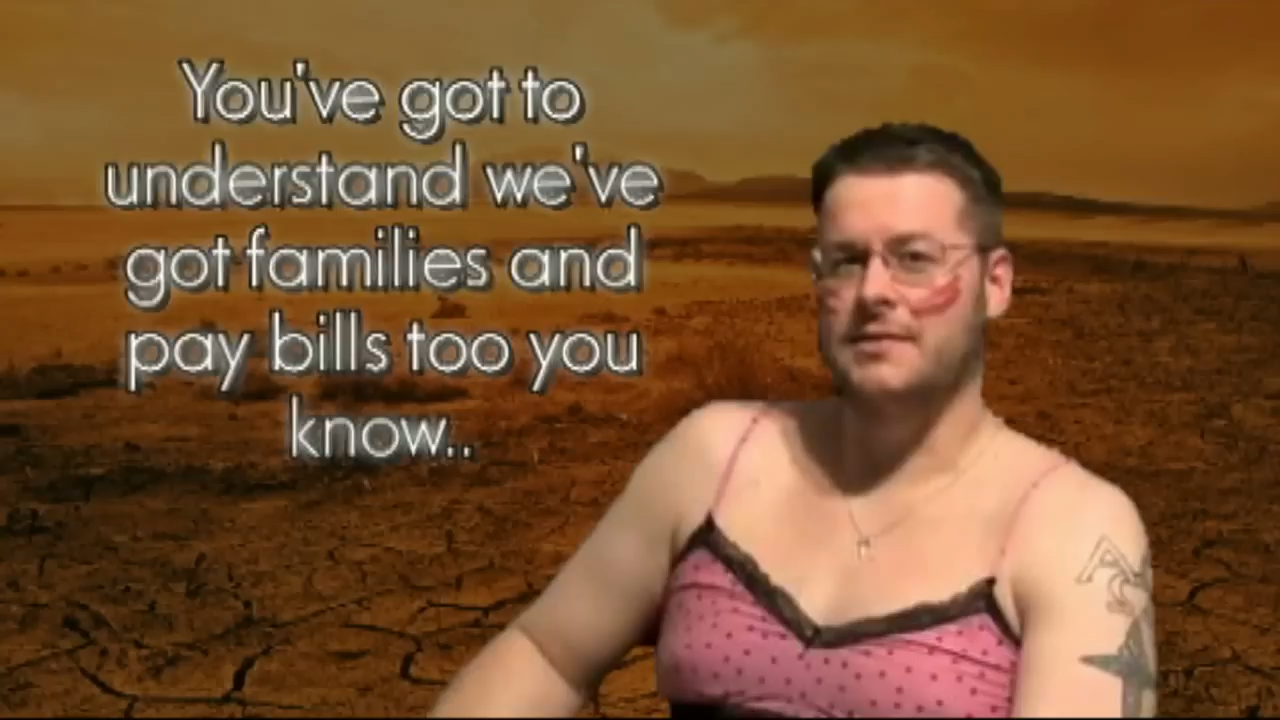 You've got to
understand we've
got families and
pay bills too you
know..